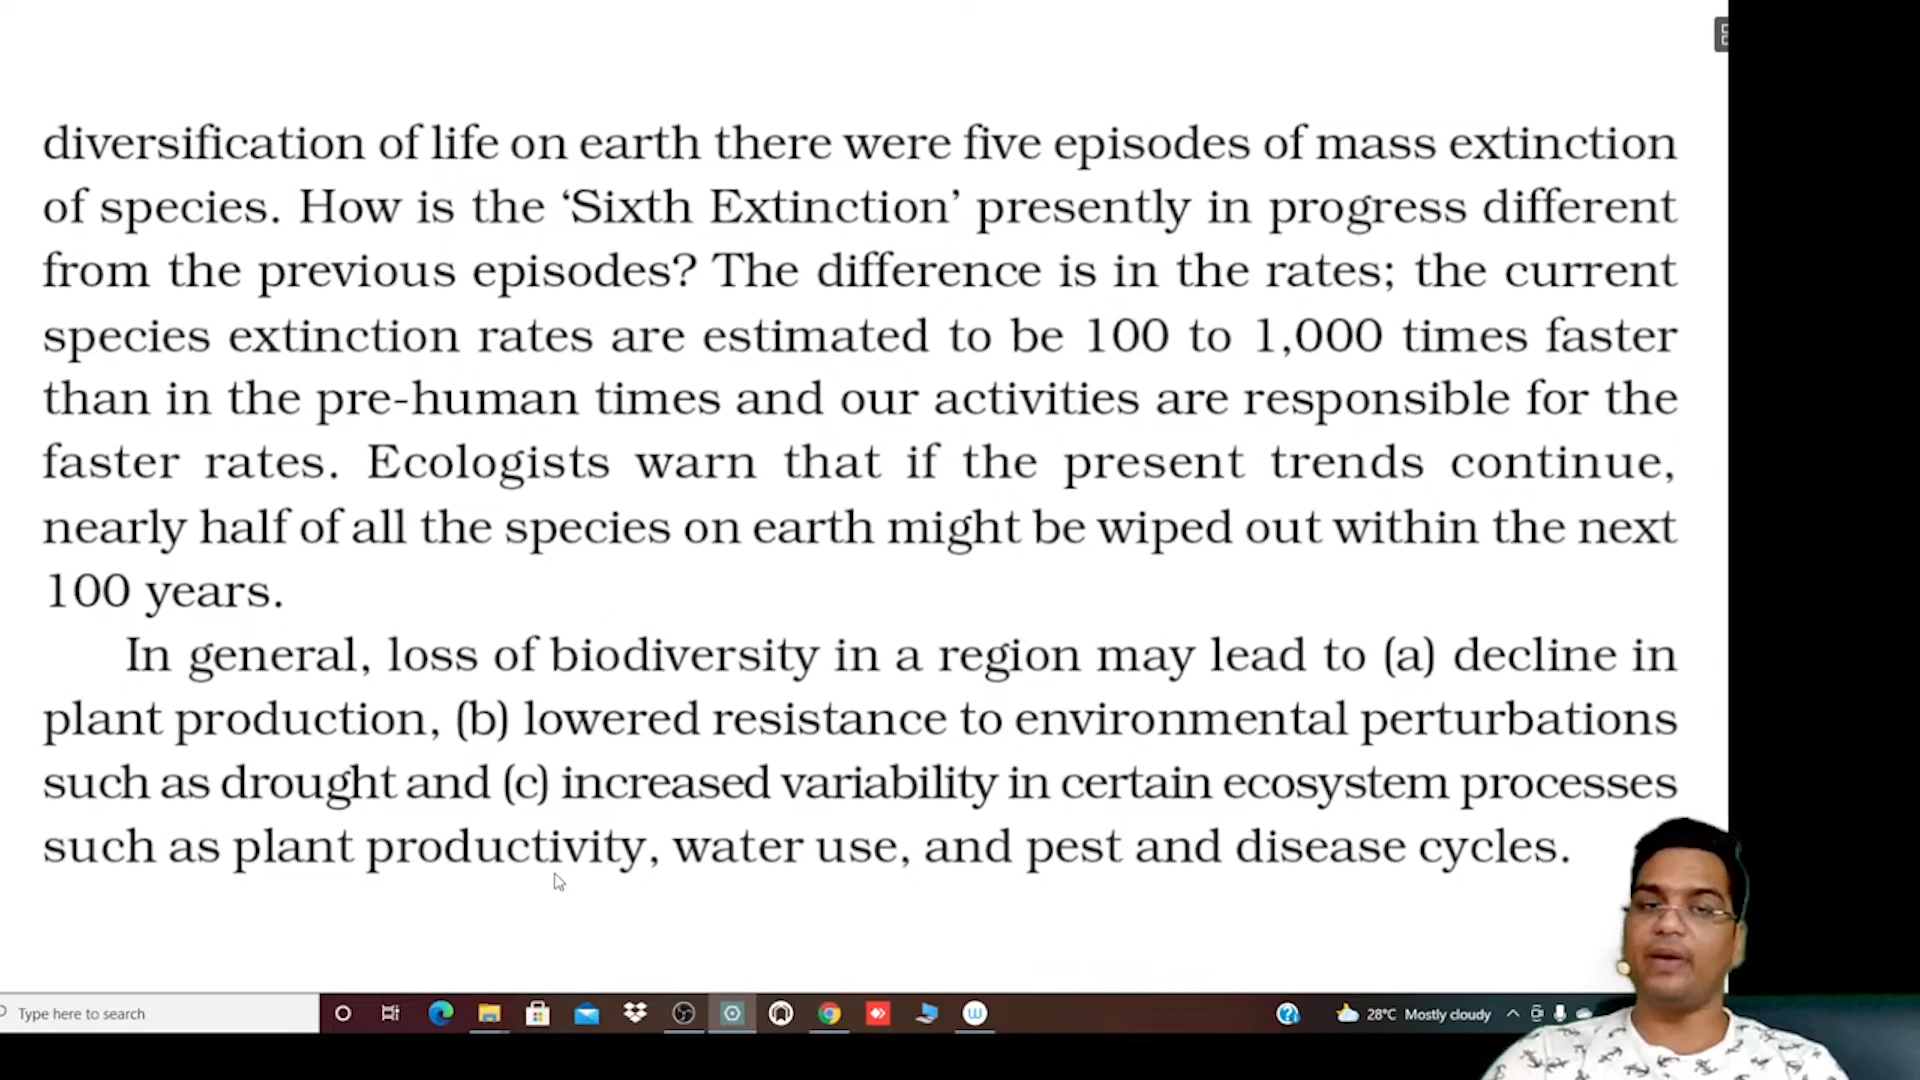 diversification of life on earth there were five episodes of mass extinction
of species. How is the ‘Sixth Extinction’ presently in progress different
from the previous episodes? The difference is in the rates; the current
species extinction rates are estimated to be 100 to 1,000 times faster
than in the pre-human times and our activities are responsible for the
faster rates. Ecologists warn that if the present trends continue,
nearly half of all the species on earth might be wiped out within the next
100 years.
In general, loss of biodiversity in a region may lead to (a) decline in
plant production, (b) lowered resistance to environmental perturbations
such as drought and (c) increased variability in certain ecosystem processes
such as plant productivity, water use, and pest and disease cycles.
Type here to search
28°C Mostly cloudy